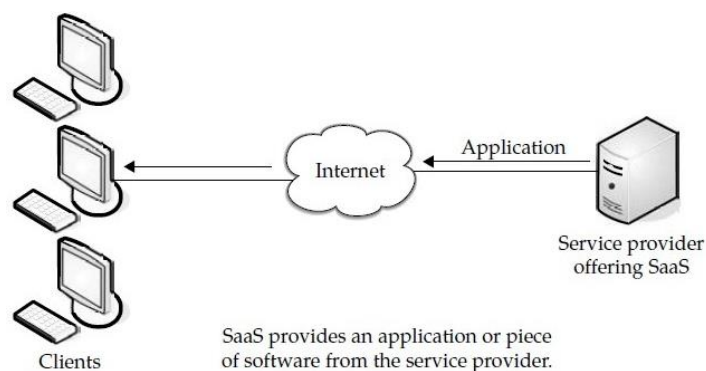 Application
Internet
Service provider
offering SaaS
SaaS provides an application or piece
of software from the service provider.
Clients